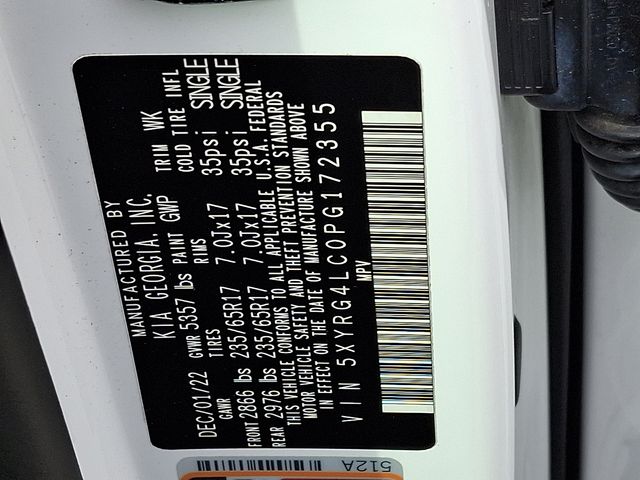 MANUFACTURED BY
KIA GEORGIA, INC.
DEC/01/22 GVWR 5357 lbs PAINT GWP TRIM WK
GAWR TIRES RIMS COLD TIRE INFL
FRONT 2866 lbs 235/65R17 7.0Jx17 35psi SINGLE
REAR 2976 lbs 235/65R17 7.0Jx17 35psi SINGLE
THIS VEHICLE CONFORMS TO ALL APPLICABLE U.S.A. FEDERAL
MOTOR VEHICLE SAFETY AND THEFT PREVENTION STANDARDS
IN EFFECT ON THE DATE OF MANUFACTURE SHOWN ABOVE
VIN 5XYRG4LC0PG172355
MPV
512A